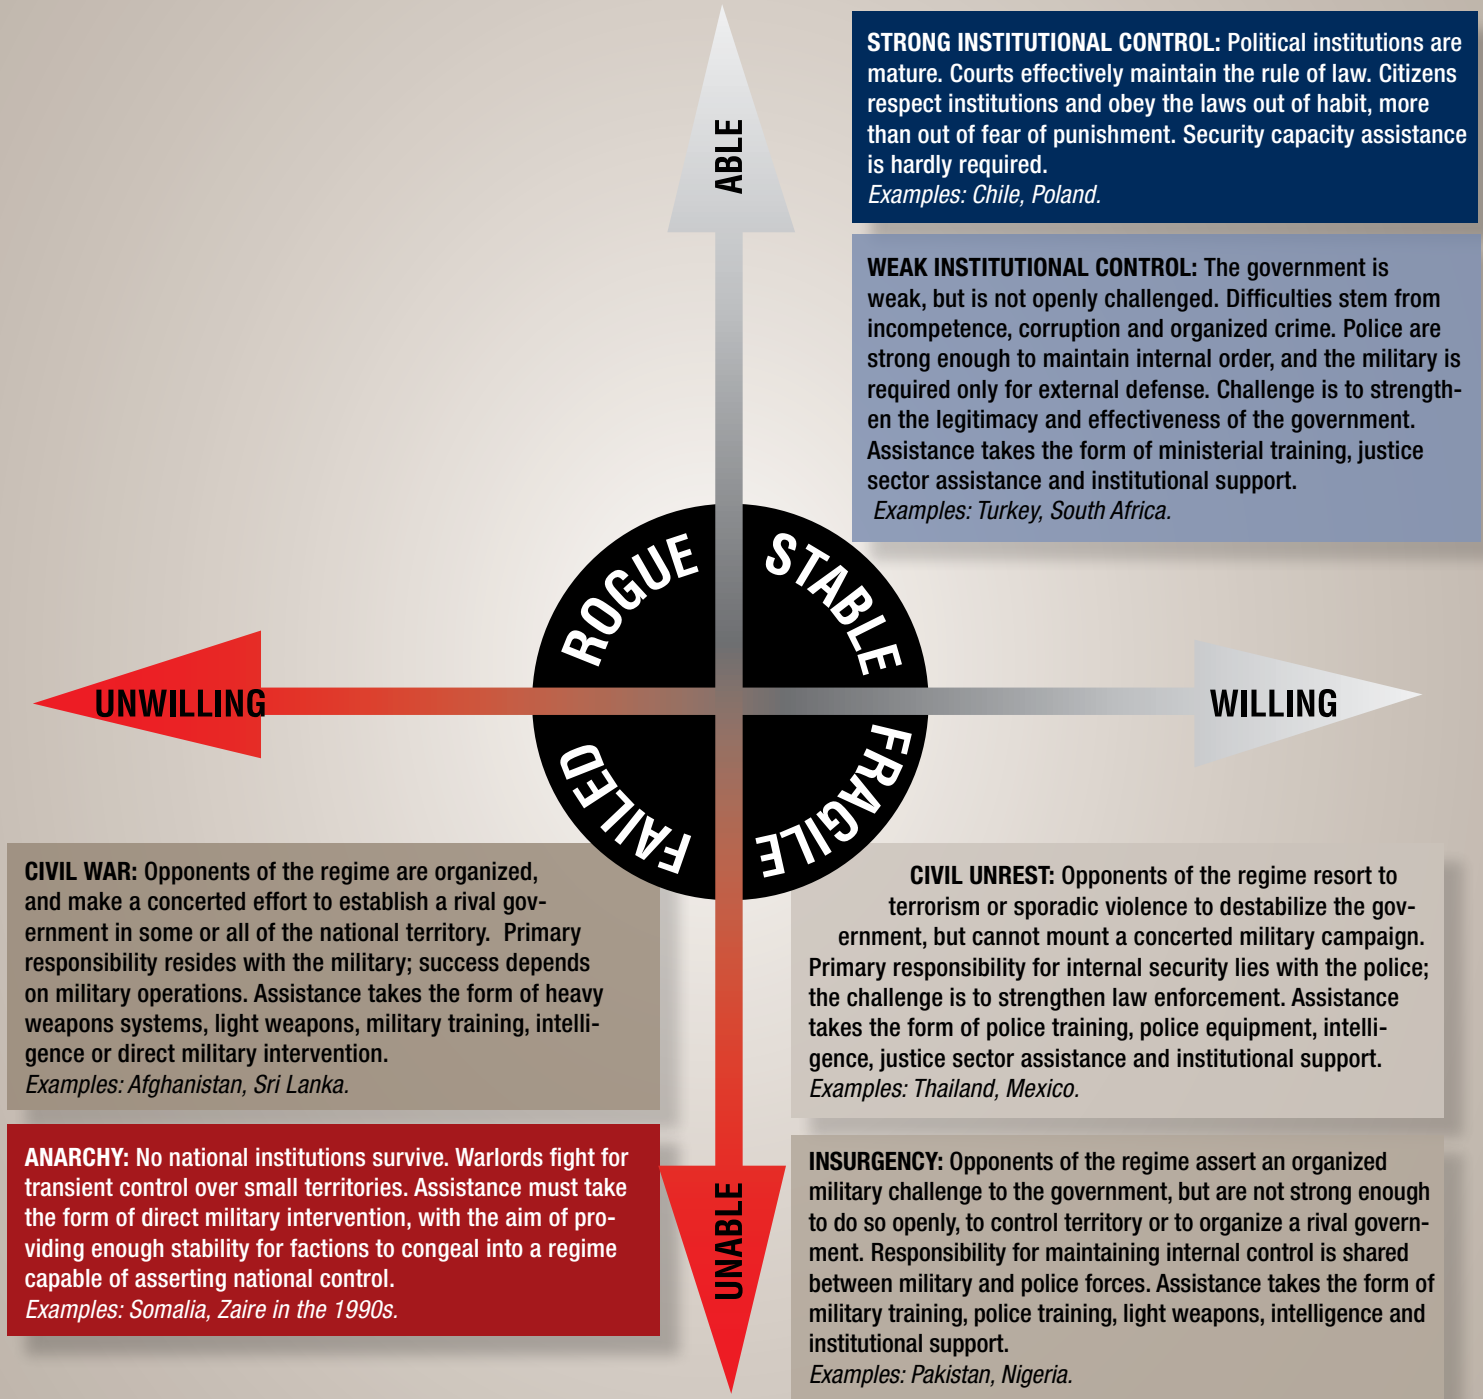 STRONG INSTITUTIONAL CONTROL: Political institutions are
mature. Courts effectively maintain the rule of law. Citizens
respect institutions and obey the laws out of habit, more
than out of fear of punishment. Security capacity assistance
is hardly required.
Examples: Chile, Poland.
ABLE
WEAK INSTITUTIONAL CONTROL: The government is
weak, but is not openly challenged. Difficulties stem from
incompetence, corruption and organized crime. Police are
strong enough to maintain internal order, and the military is
required only for external defense. Challenge is to strength-
en the legitimacy and effectiveness of the government.
Assistance takes the form of ministerial training, justice
sector assistance and institutional support.
Examples: Turkey, South Africa.
ROGUE
STABLE
UNWILLING
WILLING
FAILED
FRAGILE
CIVIL WAR: Opponents of the regime are organized,
and make a concerted effort to establish a rival gov-
ernment in some or all of the national territory. Primary
responsibility resides with the military; success depends
on military operations. Assistance takes the form of heavy
weapons systems, light weapons, military training, intelli-
gence or direct military intervention.
Examples: Afghanistan, Sri Lanka.
CIVIL UNREST: Opponents of the regime resort to
terrorism or sporadic violence to destabilize the gov-
ernment, but cannot mount a concerted military campaign.
Primary responsibility for internal security lies with the police;
the challenge is to strengthen law enforcement. Assistance
takes the form of police training, police equipment, intelli-
gence, justice sector assistance and institutional support.
Examples: Thailand, Mexico.
ANARCHY: No national institutions survive. Warlords fight for
transient control over small territories. Assistance must take
the form of direct military intervention, with the aim of pro-
viding enough stability for factions to congeal into a regime
capable of asserting national control.
Examples: Somalia, Zaire in the 1990s.
UNABLE
INSURGENCY: Opponents of the regime assert an organized
military challenge to the government, but are not strong enough
to do so openly, to control territory or to organize a rival govern-
ment. Responsibility for maintaining internal control is shared
between military and police forces. Assistance takes the form of
military training, police training, light weapons, intelligence and
institutional support.
Examples: Pakistan, Nigeria.